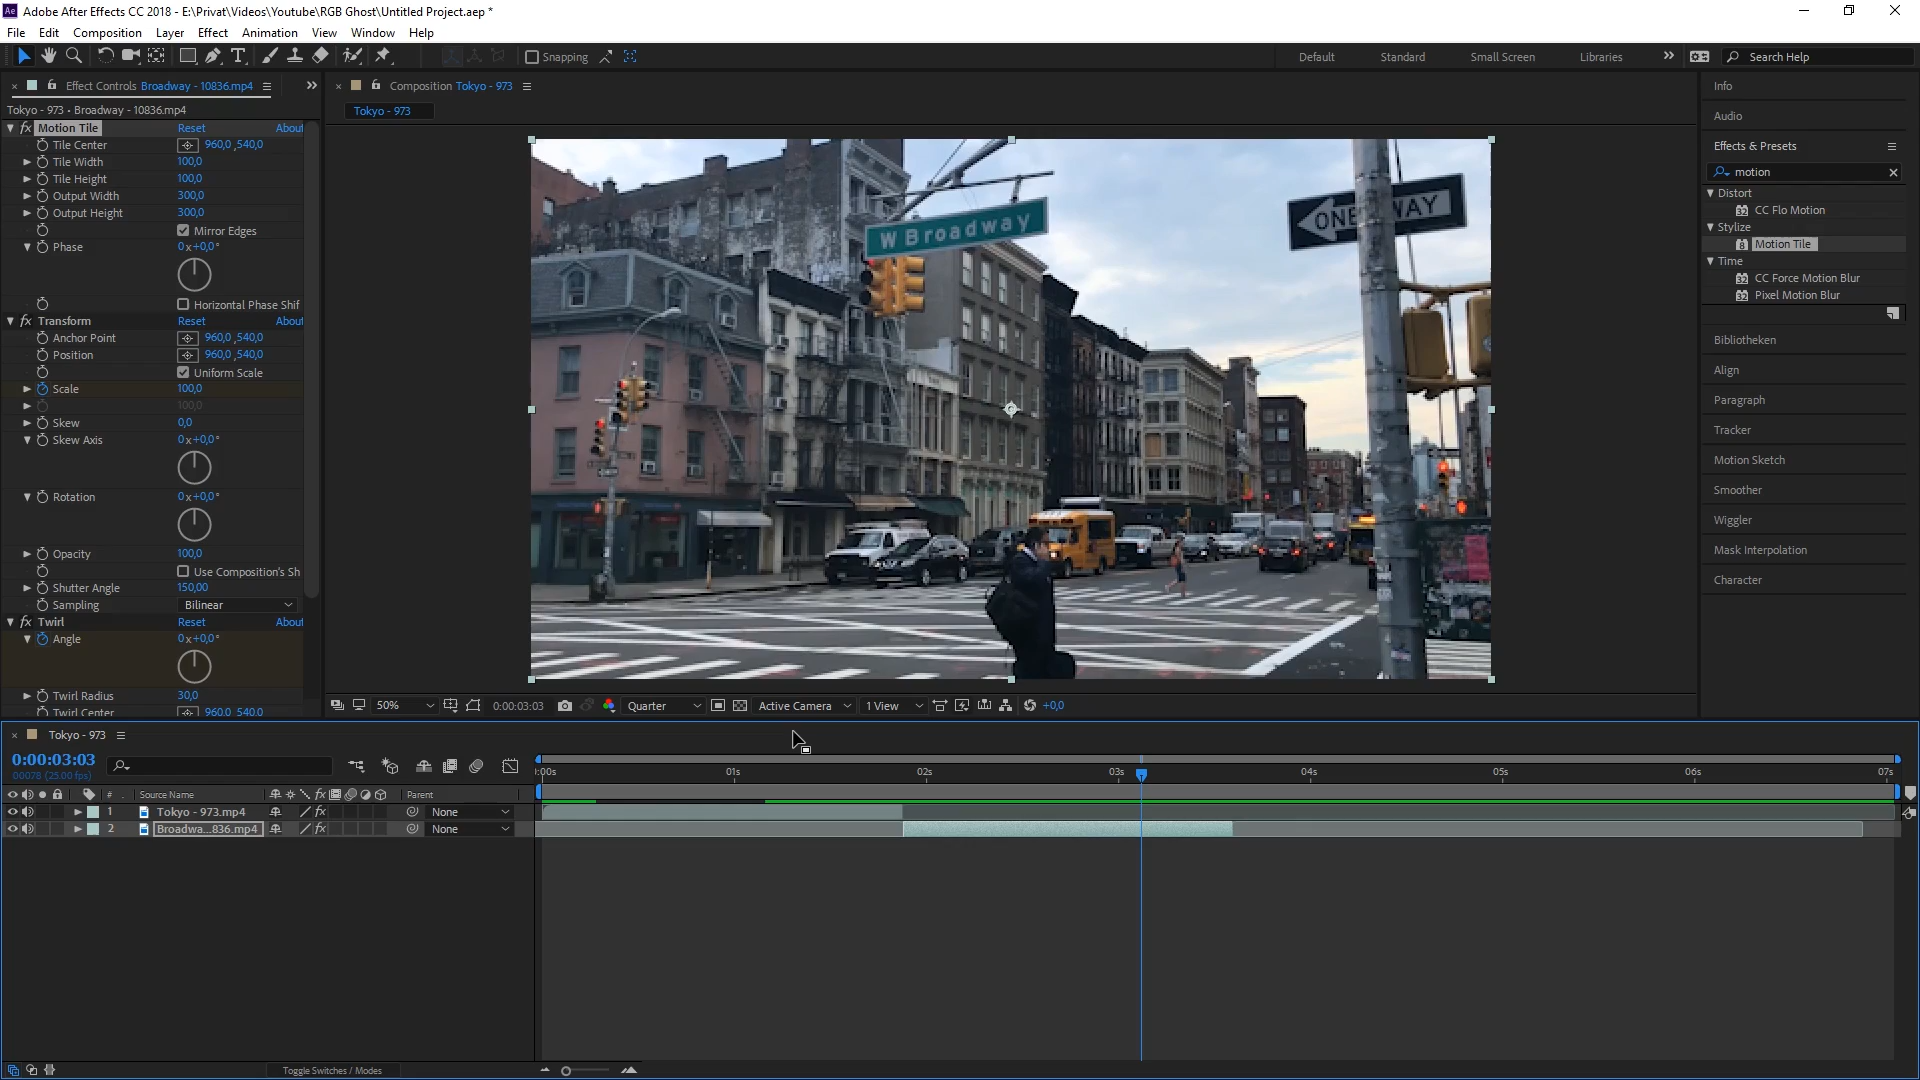 Adobe After Effects CC 2018 - E:\Privat\Videos\Youtube\RGB Ghost\Untitled Project.aep *
File Edit Composition Layer Effect Animation View Window Help
Snapping
Default Standard Small Screen Libraries Search Help
Effect Controls Broadway - 10836.mp4
Tokyo - 973 • Broadway - 10836.mp4
fx Motion Tile Reset About
Tile Center 960,0 ,540,0
Tile Width 100,0
Tile Height 100,0
Output Width 300,0
Output Height 300,0
Mirror Edges
Phase 0 x +0,0 °
Horizontal Phase Shif
fx Transform Reset About
Anchor Point 960,0 ,540,0
Position 960,0 ,540,0
Uniform Scale
Scale 100,0
100,0
Skew 0,0
Skew Axis 0 x +0,0 °
Rotation 0 x +0,0 °
Opacity 100,0
Use Composition's Sh
Shutter Angle 150,00
Sampling Bilinear
fx Twirl Reset About
Angle 0 x +0,0 °
Twirl Radius 30,0
Twirl Center 960,0 ,540,0
Composition Tokyo - 973
Tokyo - 973
W Broadway
ONE WAY
50% 0:00:03:03 Quarter Active Camera 1 View +0,0
Info
Audio
Effects & Presets
motion
Distort
CC Flo Motion
Stylize
Motion Tile
Time
CC Force Motion Blur
Pixel Motion Blur
Bibliotheken
Align
Paragraph
Tracker
Motion Sketch
Smoother
Wiggler
Mask Interpolation
Character
Tokyo - 973
0:00:03:03
00078 (25.00 fps)
:00s 01s 02s 03s 04s 05s 06s 07s
# Source Name fx Parent
1 Tokyo - 973.mp4 fx None
2 Broadwa...836.mp4 fx None
Toggle Switches / Modes